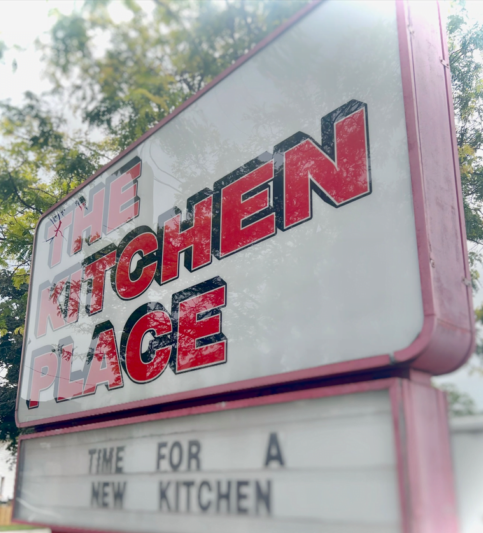 THE
KITCHEN
PLACE
TIME FOR A
NEW KITCHEN